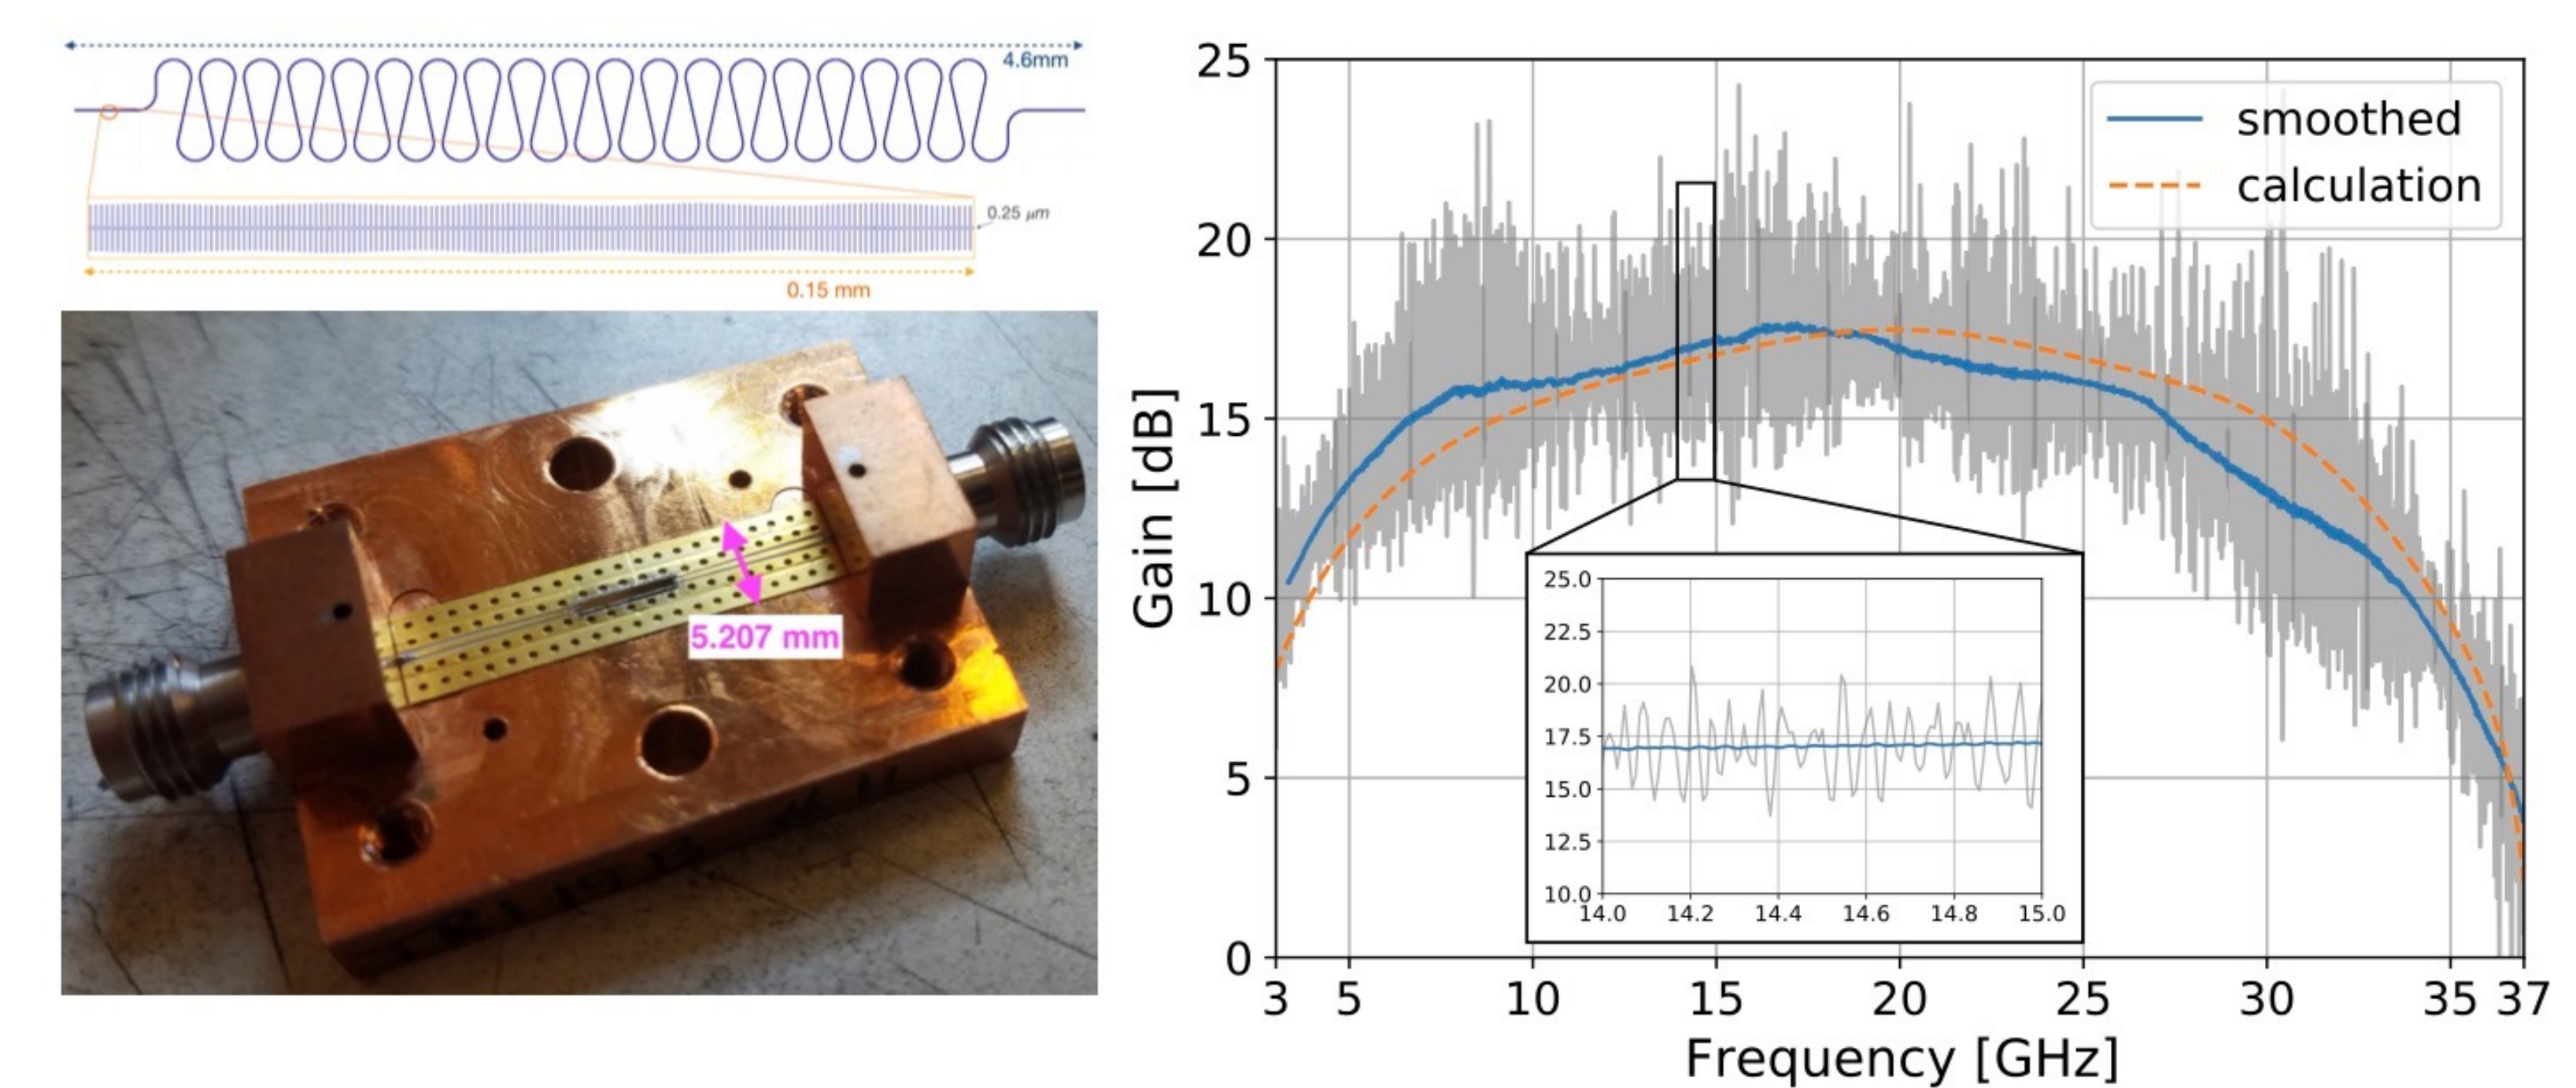 4.6mm
0.25 μm
0.15 mm
5.207 mm
25
20
15
10
5
0
Gain [dB]
smoothed
calculation
25.0
22.5
20.0
17.5
15.0
12.5
10.0
14.0 14.2 14.4 14.6 14.8 15.0
3 5 10 15 20 25 30 35 37
Frequency [GHz]